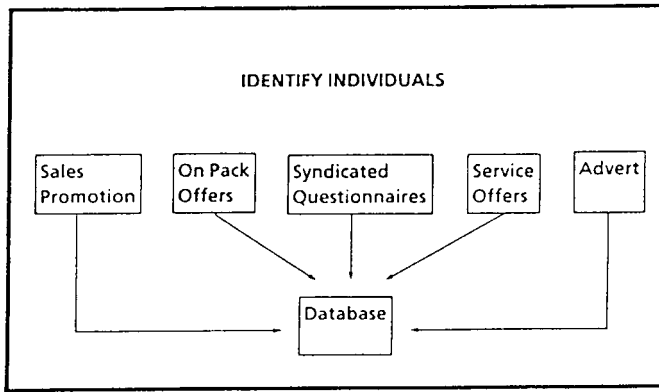 IDENTIFY INDIVIDUALS
Sales
Promotion
On Pack
Offers
Syndicated
Questionnaires
Service
Offers
Advert
Database